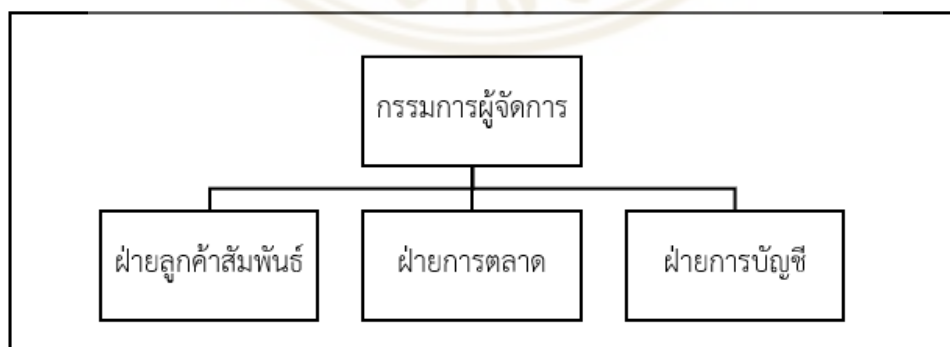 กรรมการผู้จัดการ
ฝ่ายลูกค้าสัมพันธ์
ฝ่ายการตลาด
ฝ่ายการบัญชี